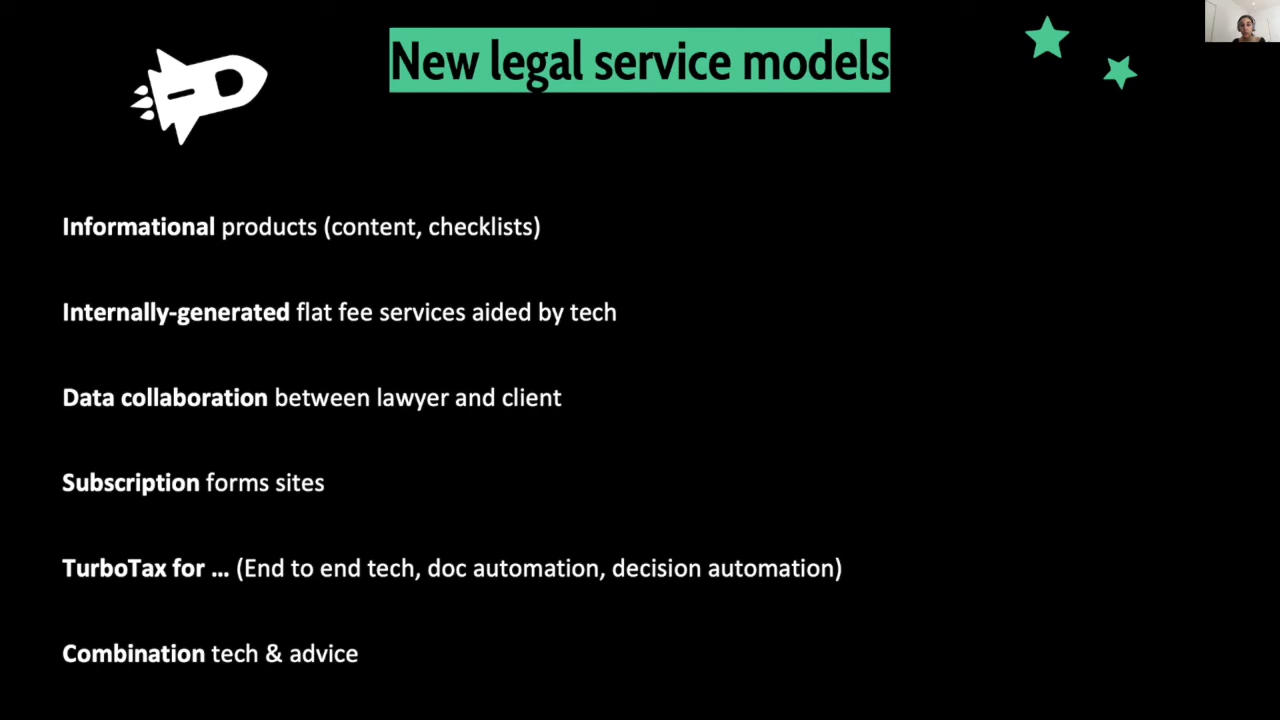 New legal service models
Informational products (content, checklists)
Internally-generated flat fee services aided by tech
Data collaboration between lawyer and client
Subscription forms sites
TurboTax for ... (End to end tech, doc automation, decision automation)
Combination tech & advice